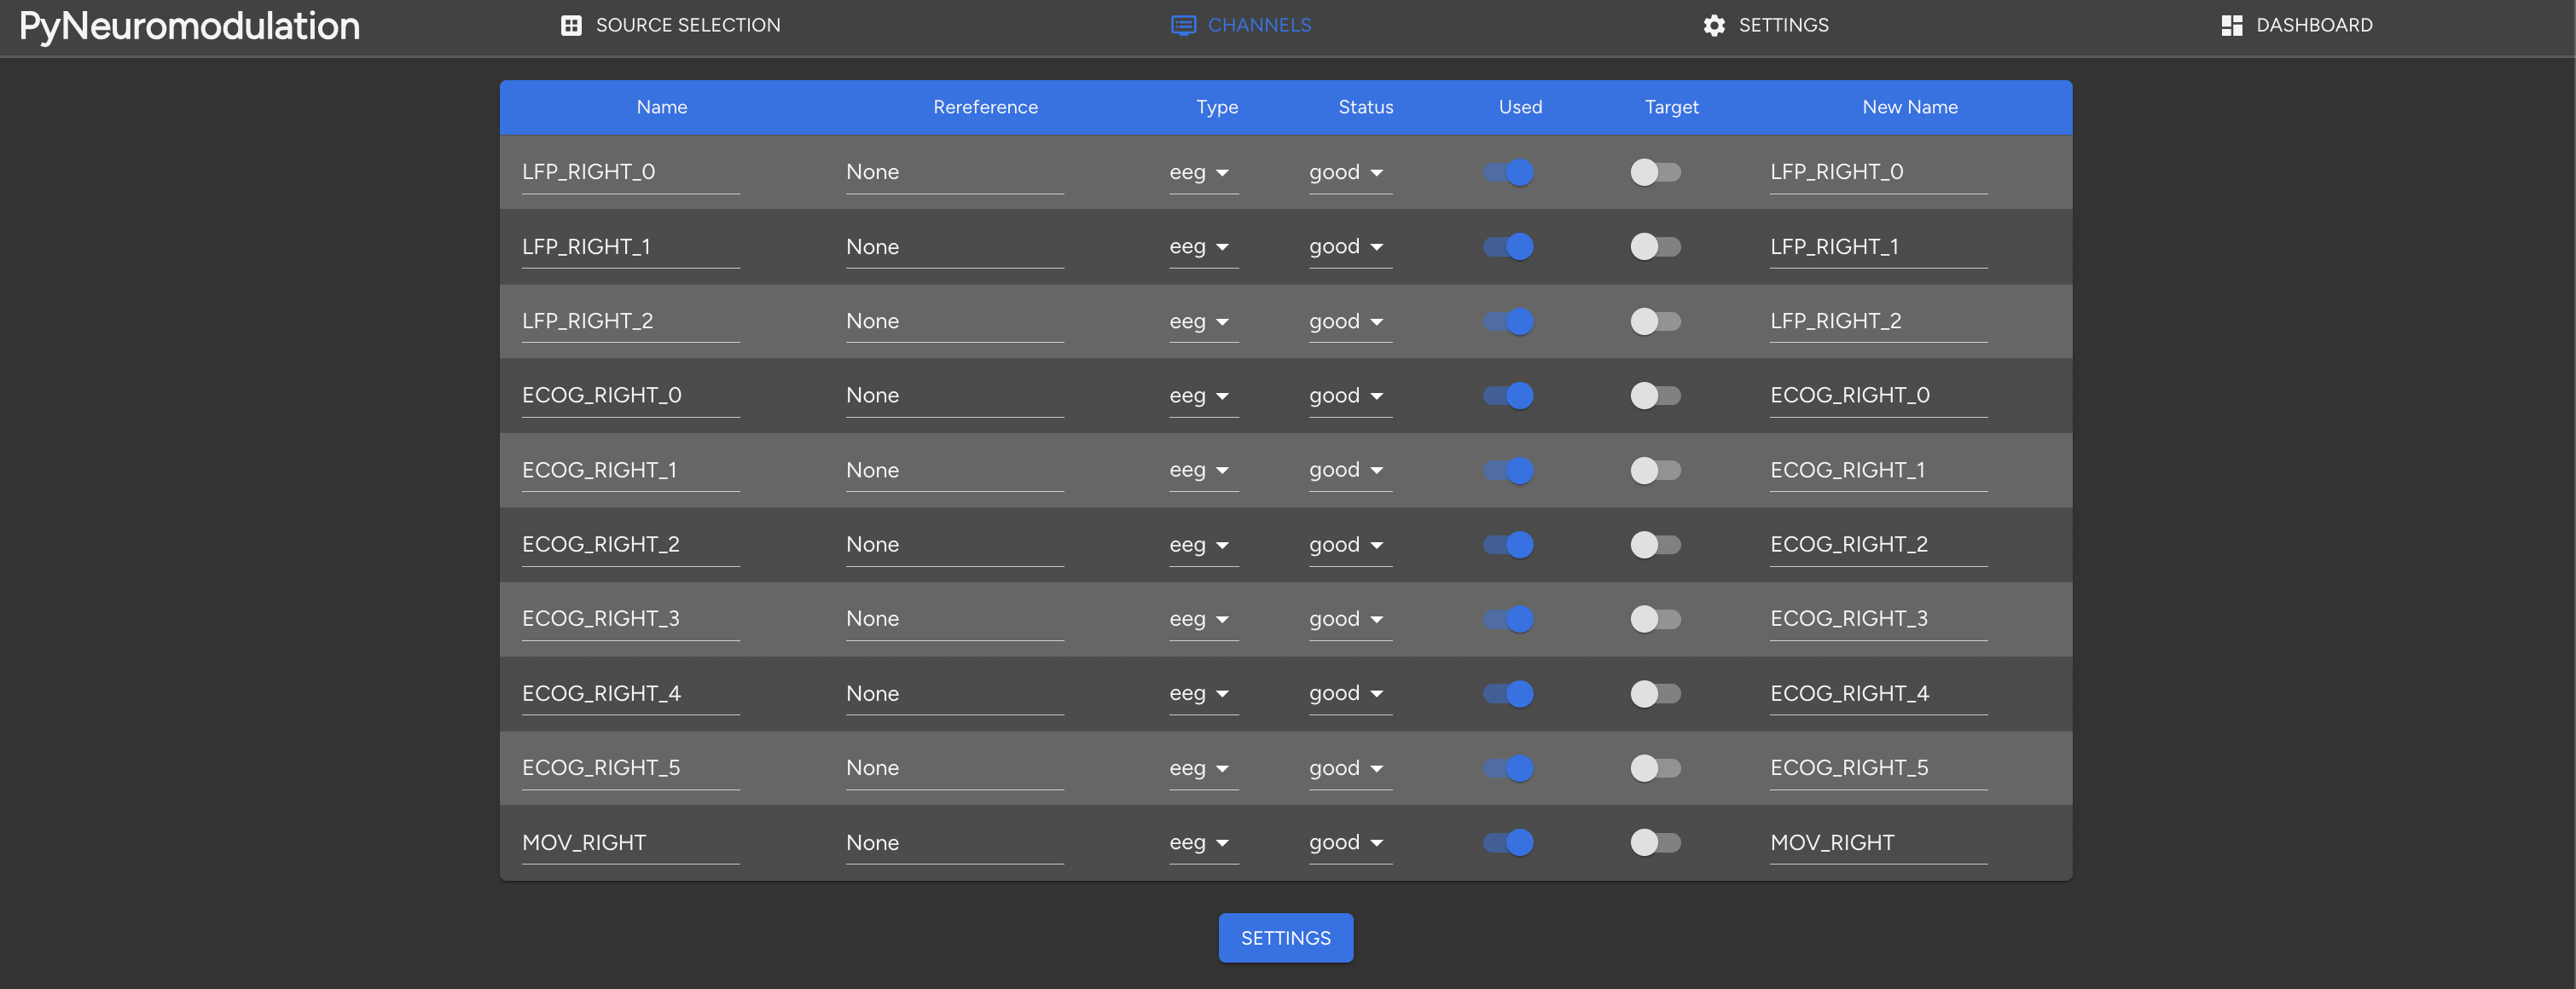 PyNeuromodulation SOURCE SELECTION CHANNELS SETTINGS DASHBOARD
Name Rereference Type Status Used Target New Name
LFP_RIGHT_0 None eeg good LFP_RIGHT_0
LFP_RIGHT_1 None eeg good LFP_RIGHT_1
LFP_RIGHT_2 None eeg good LFP_RIGHT_2
ECOG_RIGHT_0 None eeg good ECOG_RIGHT_0
ECOG_RIGHT_1 None eeg good ECOG_RIGHT_1
ECOG_RIGHT_2 None eeg good ECOG_RIGHT_2
ECOG_RIGHT_3 None eeg good ECOG_RIGHT_3
ECOG_RIGHT_4 None eeg good ECOG_RIGHT_4
ECOG_RIGHT_5 None eeg good ECOG_RIGHT_5
MOV_RIGHT None eeg good MOV_RIGHT
SETTINGS